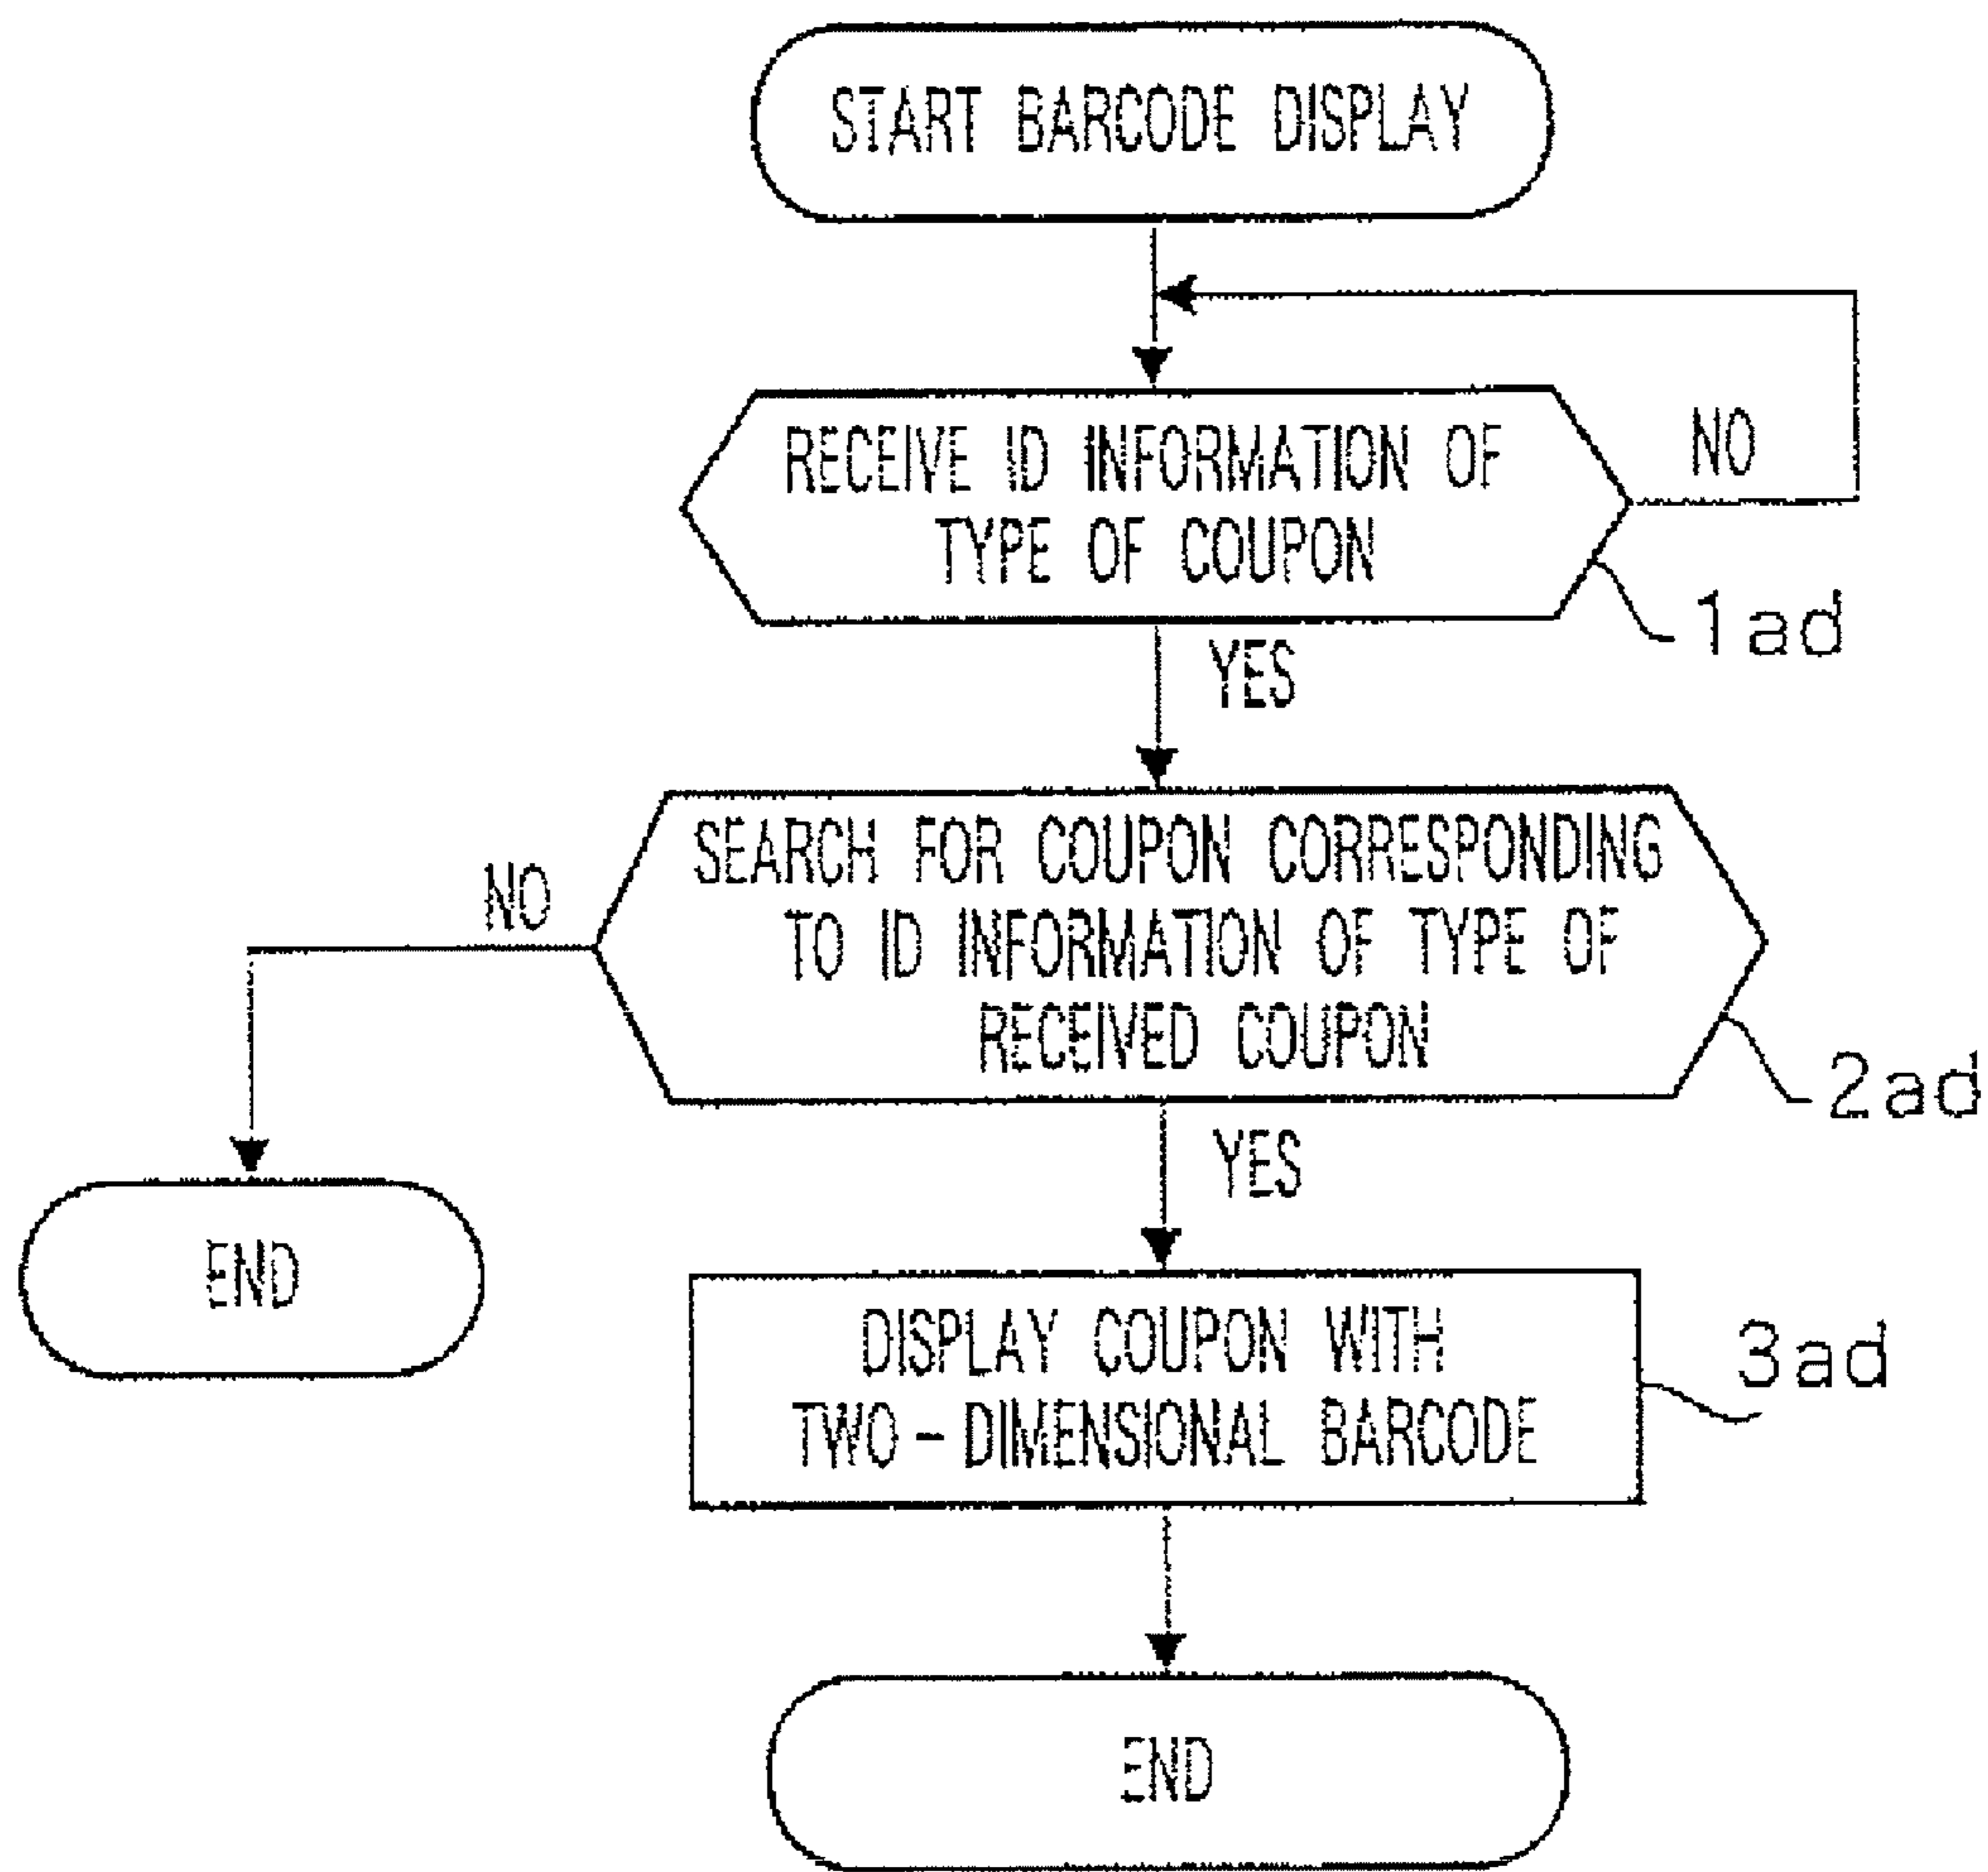 START BARCODE DISPLAY
RECEIVE ID INFORMATION OF
TYPE OF COUPON
NO
1ad
YES
SEARCH FOR COUPON CORRESPONDING
TO ID INFORMATION OF TYPE OF
RECEIVED COUPON
NO
2ad
YES
END
DISPLAY COUPON WITH
TWO-DIMENSIONAL BARCODE
3ad
END